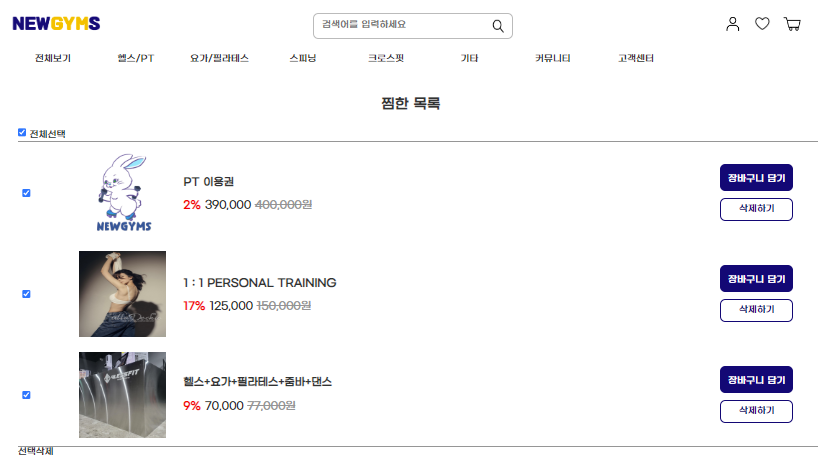 NEWGYMS
검색어를 입력하세요
전체보기 헬스/PT 요가/필라테스 스피닝 크로스핏 기타 커뮤니티 고객센터
찜한 목록
전체선택
NEWGYMS
PT 이용권
2% 390,000 400,000원
장바구니 담기
삭제하기
1 : 1 PERSONAL TRAINING
17% 125,000 150,000원
장바구니 담기
삭제하기
헬스+요가+필라테스+줌바+댄스
9% 70,000 77,000원
장바구니 담기
삭제하기
선택삭제